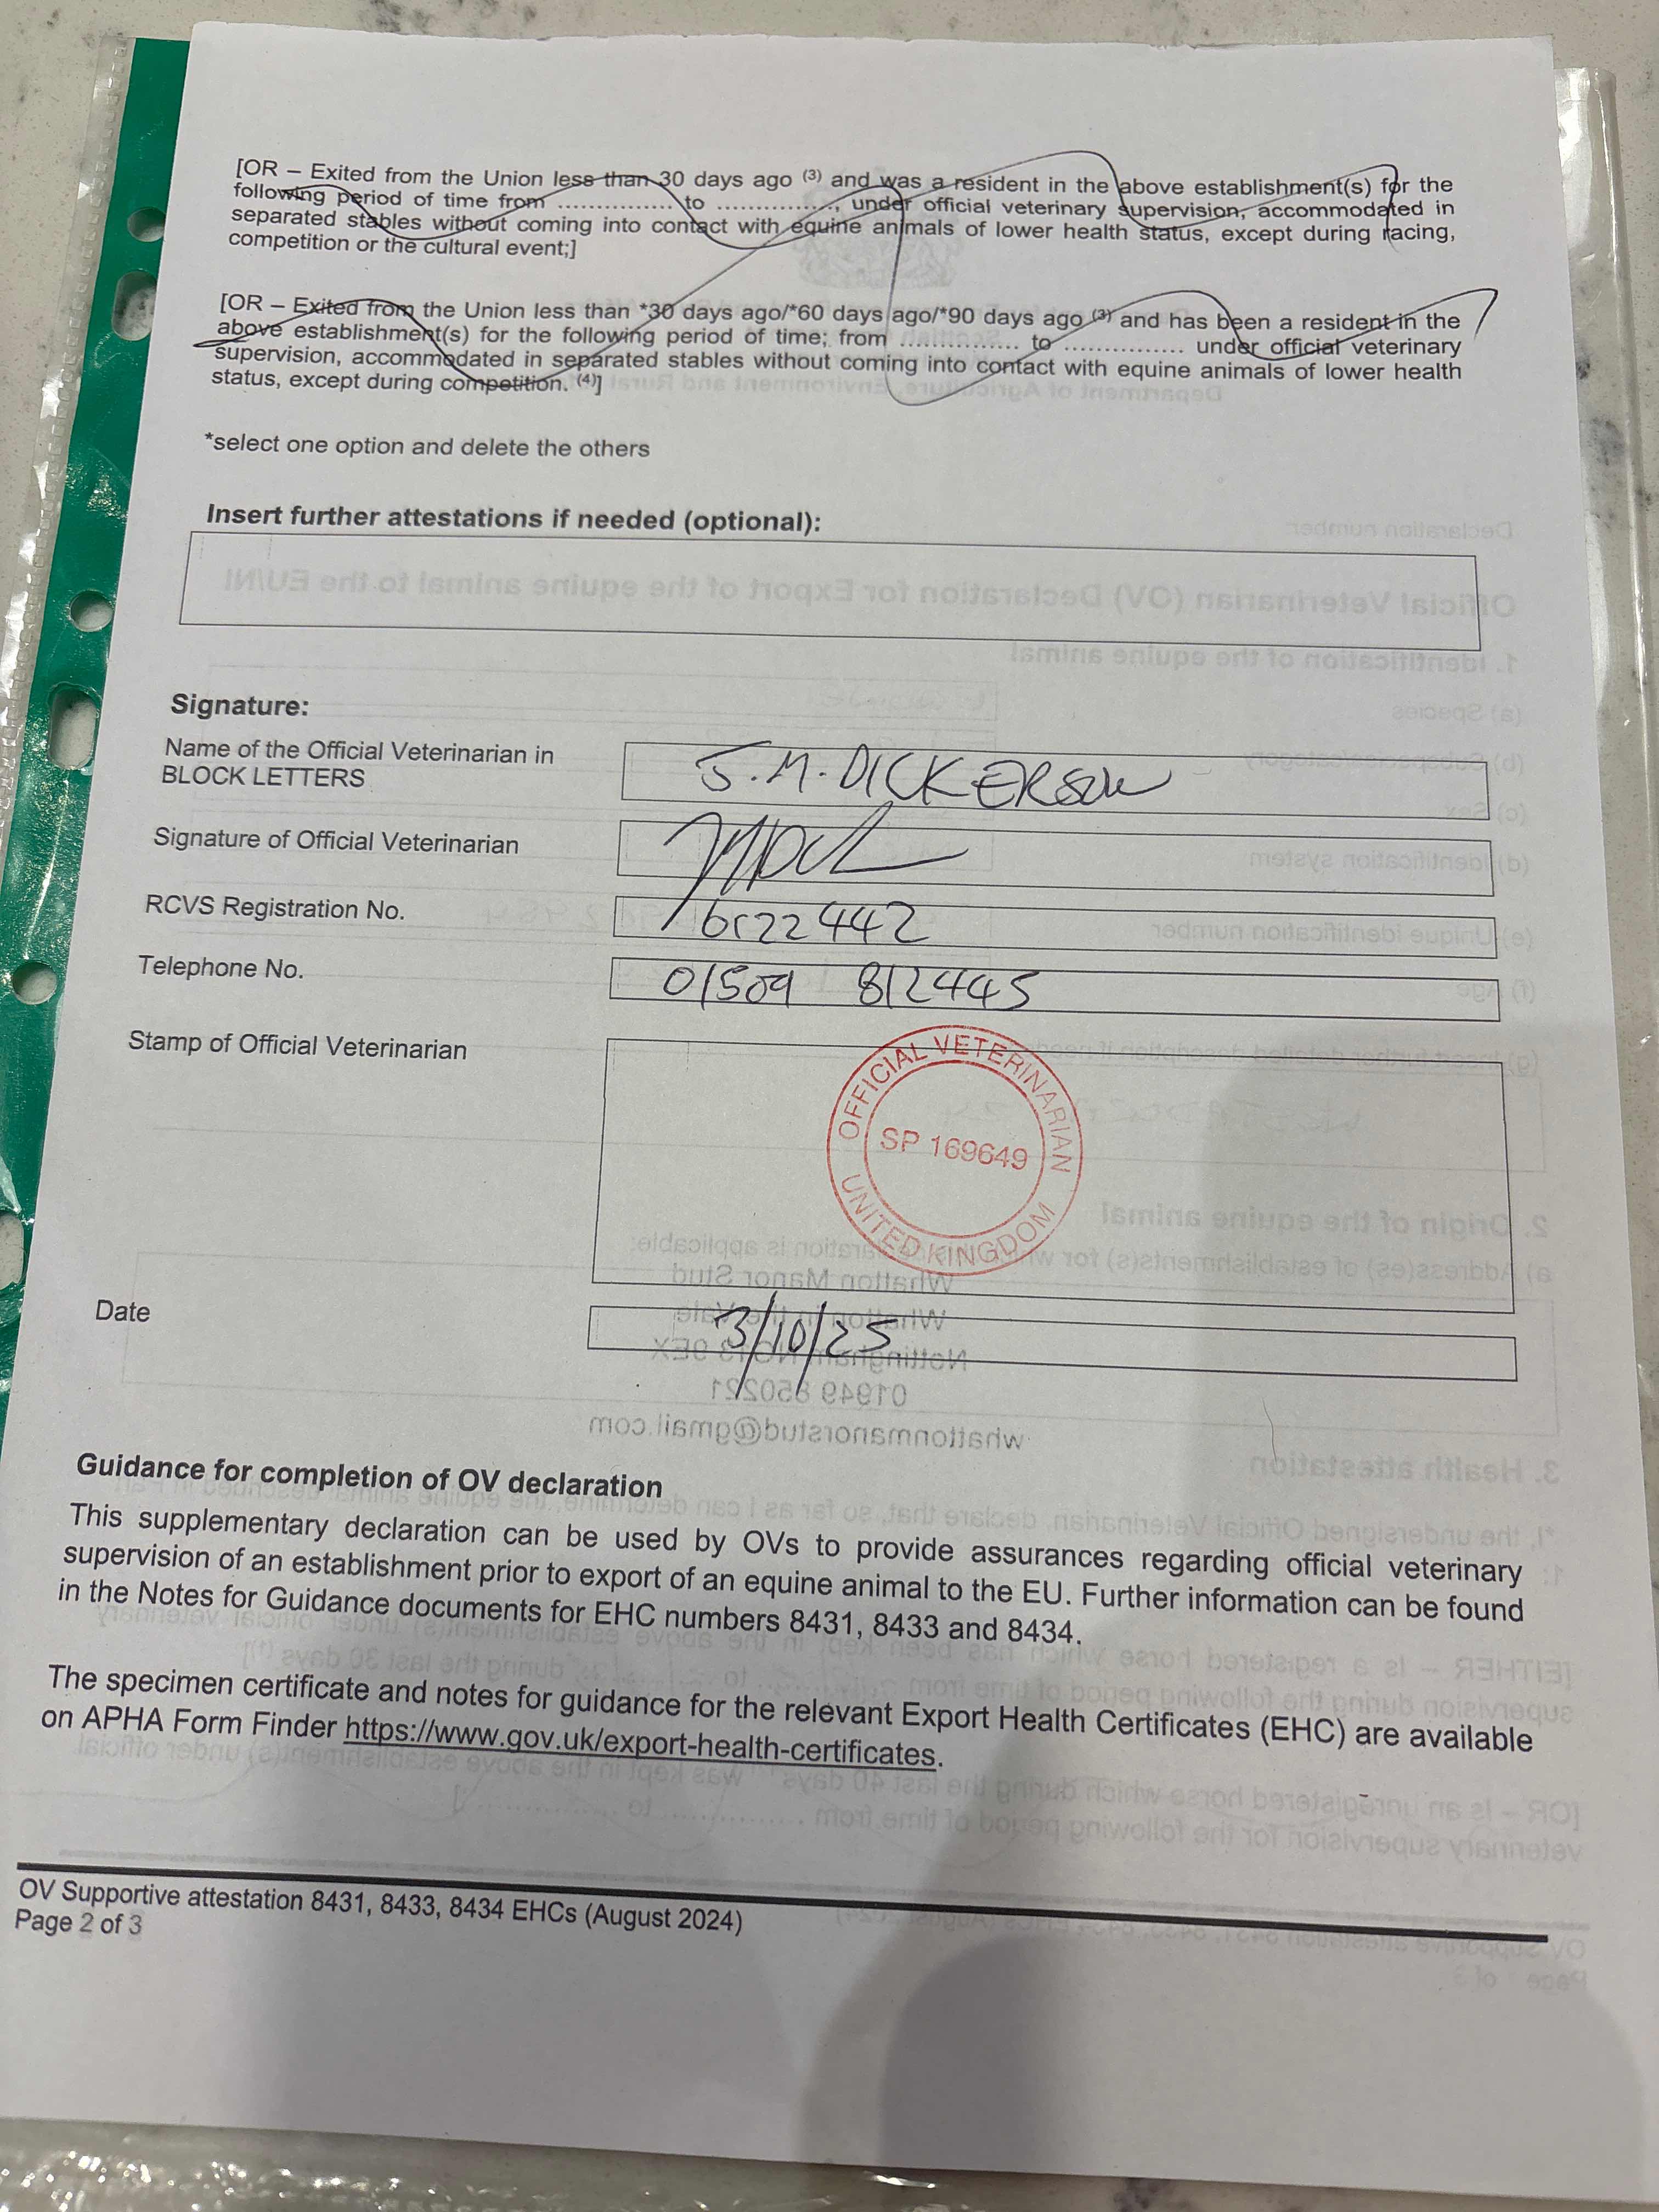 [OR – Exited from the Union less than 30 days ago (3) and was a resident in the above establishment(s) for the
following period of time from ................ to ................, under official veterinary supervision, accommodated in
separated stables without coming into contact with equine animals of lower health status, except during racing,
competition or the cultural event;]
[OR – Exited from the Union less than *30 days ago/*60 days ago/*90 days ago (3) and has been a resident in the
above establishment(s) for the following period of time; from ................ to ................ under official veterinary
supervision, accommodated in separated stables without coming into contact with equine animals of lower health
status, except during competition. (4)]
*select one option and delete the others
Insert further attestations if needed (optional):
Signature:
Name of the Official Veterinarian in
BLOCK LETTERS
J.M. DICKERSON
Signature of Official Veterinarian
RCVS Registration No.
Telephone No.
01509 812445
Stamp of Official Veterinarian
OFFICIAL VETERINARIAN
SP 169649
UNITED KINGDOM
Date
3/10/25
Guidance for completion of OV declaration
This supplementary declaration can be used by OVs to provide assurances regarding official veterinary
supervision of an establishment prior to export of an equine animal to the EU. Further information can be found
in the Notes for Guidance documents for EHC numbers 8431, 8433 and 8434.
The specimen certificate and notes for guidance for the relevant Export Health Certificates (EHC) are available
on APHA Form Finder https://www.gov.uk/export-health-certificates.
OV Supportive attestation 8431, 8433, 8434 EHCs (August 2024)
Page 2 of 3